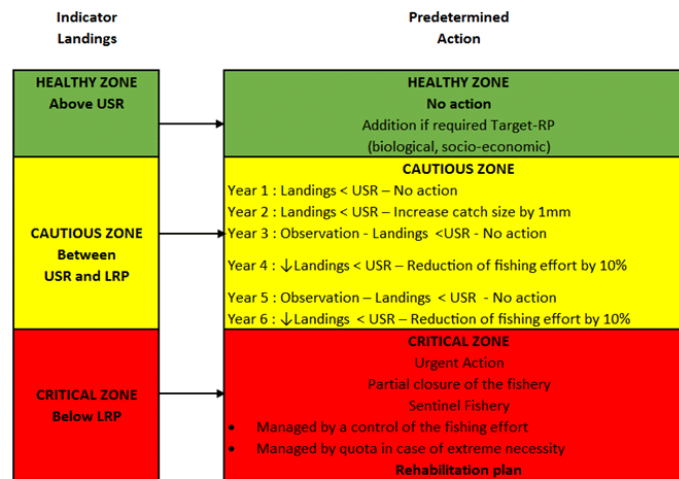 Indicator
Landings
Predetermined
Action
HEALTHY ZONE
Above USR
HEALTHY ZONE
No action
Addition if required Target-RP
(biological, socio-economic)
CAUTIOUS ZONE
Between
USR and LRP
CAUTIOUS ZONE
Year 1 : Landings < USR – No action
Year 2 : Landings < USR – Increase catch size by 1mm
Year 3 : Observation - Landings <USR - No action
Year 4 : ↓Landings < USR – Reduction of fishing effort by 10%
Year 5 : Observation – Landings < USR - No action
Year 6 : ↓Landings < USR – Reduction of fishing effort by 10%
CRITICAL ZONE
Below LRP
CRITICAL ZONE
Urgent Action
Partial closure of the fishery
Sentinel Fishery
• Managed by a control of the fishing effort
• Managed by quota in case of extreme necessity
Rehabilitation plan